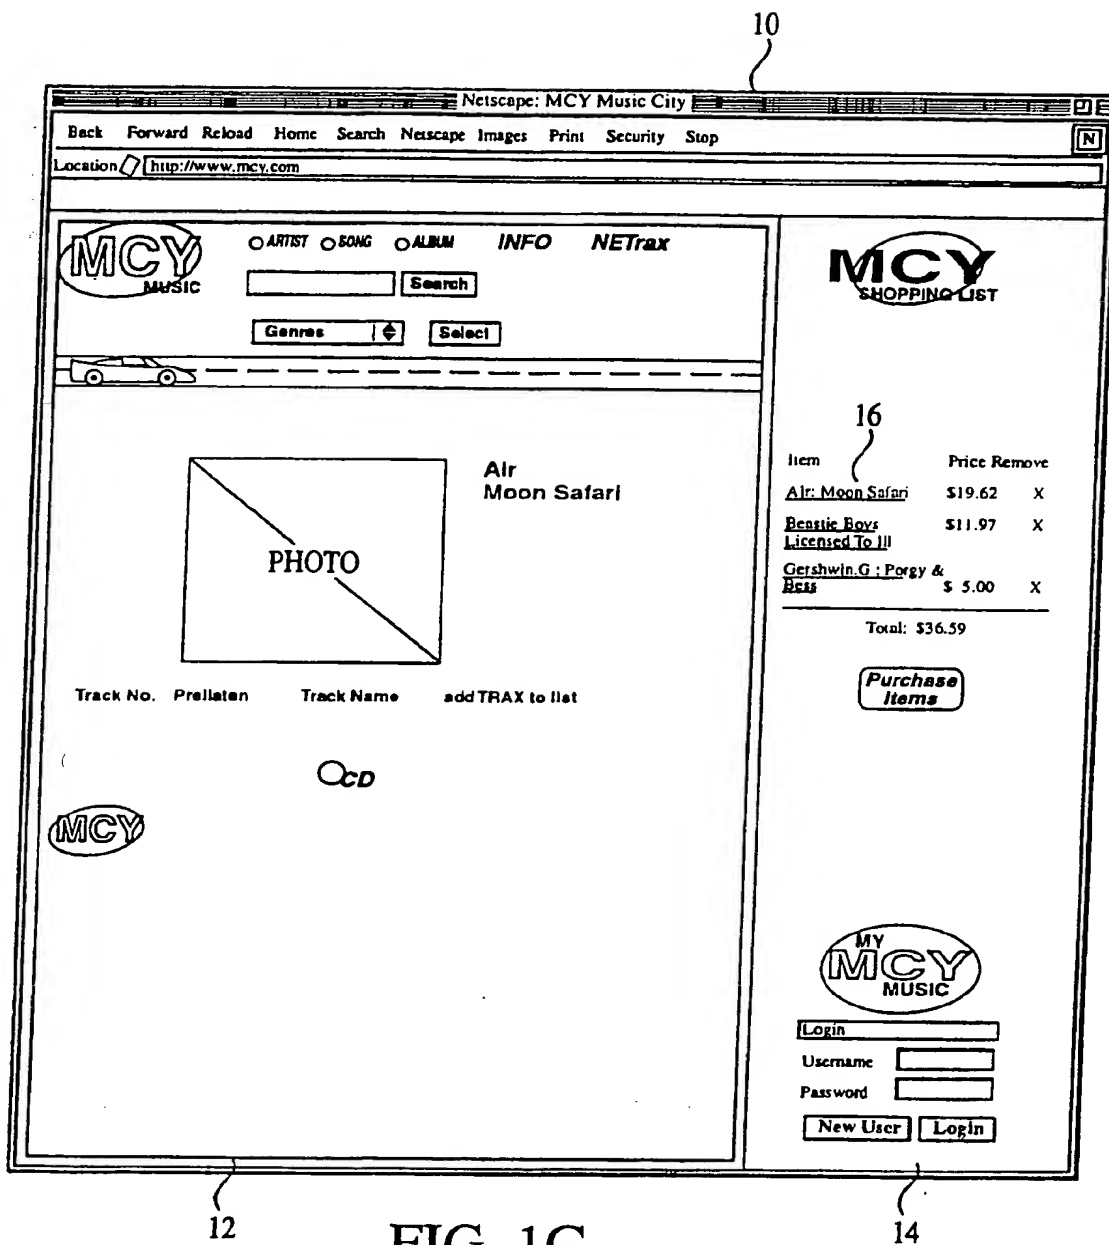 10
Netscape: MCY Music City
Back Forward Reload Home Search Netscape Images Print Security Stop
N
Location http://www.mcy.com
MCY
MUSIC
ARTIST SONG ALBUM INFO NETrax
Search
Genres Select
MCY
SHOPPING LIST
16
Air
Moon Safari
PHOTO
Item Price Remove
Air: Moon Safari $19.62 X
Beastie Boys $11.97 X
Licensed To Ill
Gershwin.G ; Porgy &
Bess $ 5.00 X
Total: $36.59
Purchase
Items
Track No. Prelisten Track Name add TRAX to list
CD
MCY
MY
MCY
MUSIC
Login
Username
Password
New User Login
12
14
FIG. 1C